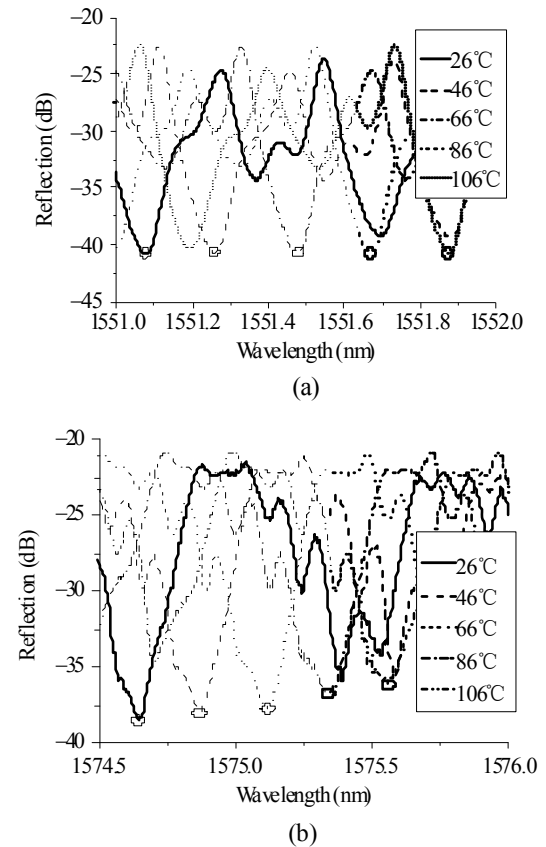 −20
−25
−30
−35
−40
−45
Reflection (dB)
26℃
46℃
66℃
86℃
106℃
1551.0 1551.2 1551.4 1551.6 1551.8 1552.0
Wavelength (nm)
(a)
−20
−25
−30
−35
−40
Reflection (dB)
26℃
46℃
66℃
86℃
106℃
1574.5 1575.0 1575.5 1576.0
Wavelength (nm)
(b)